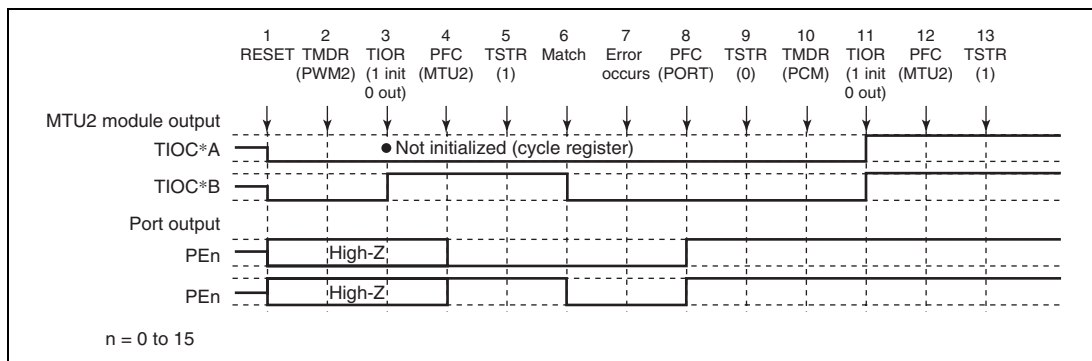 1 2 3 4 5 6 7 8 9 10 11 12 13
RESET TMDR TIOR PFC TSTR Match Error PFC TSTR TMDR TIOR PFC TSTR
(PWM2) (1 init (MTU2) (1) occurs (PORT) (0) (PCM) (1 init (MTU2) (1)
0 out) 0 out)
MTU2 module output
TIOC*A
● Not initialized (cycle register)
TIOC*B
Port output
PEn
High-Z
PEn
High-Z
n = 0 to 15